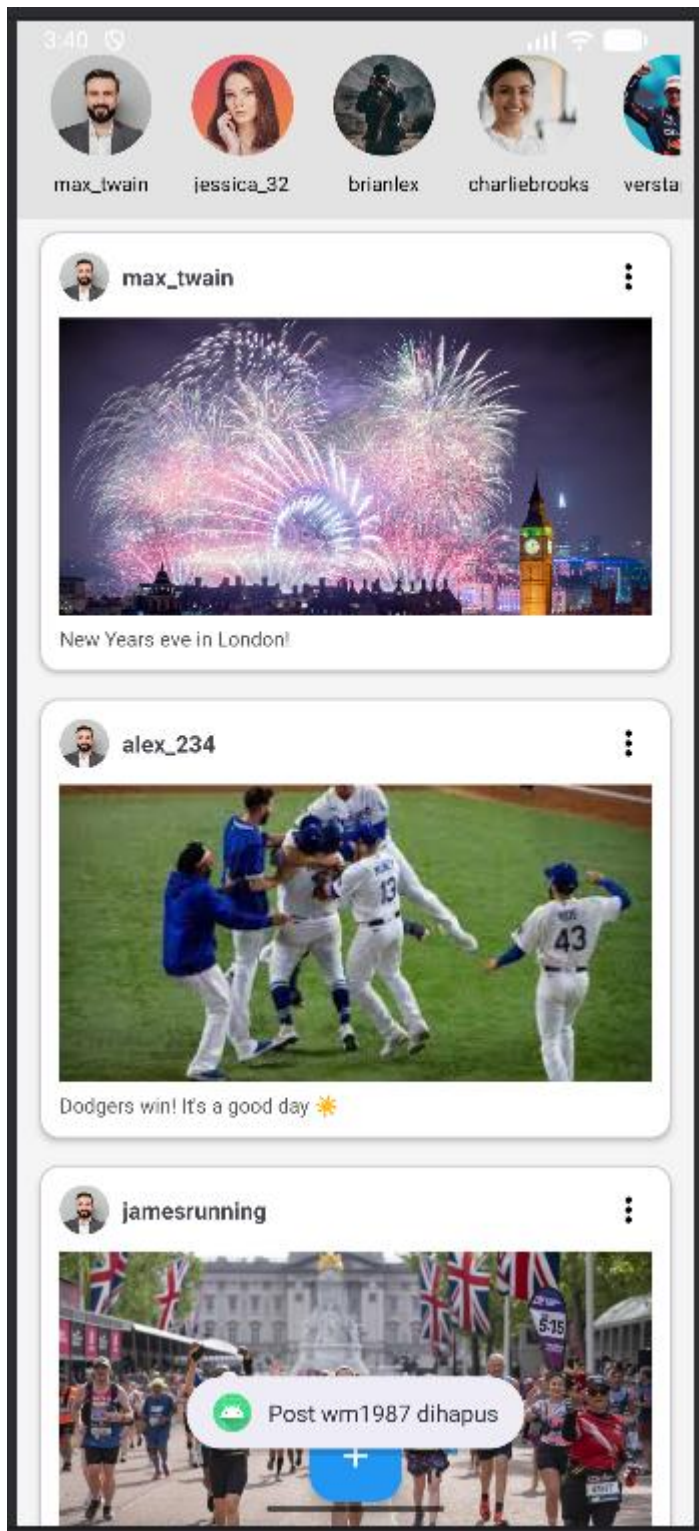 3:40
max_twain
jessica_32
brianlex
charliebrooks
versta
max_twain
New Years eve in London!
alex_234
13
43
Dodgers win! It's a good day ☀️
jamesrunning
5:15
Post wm1987 dihapus
+